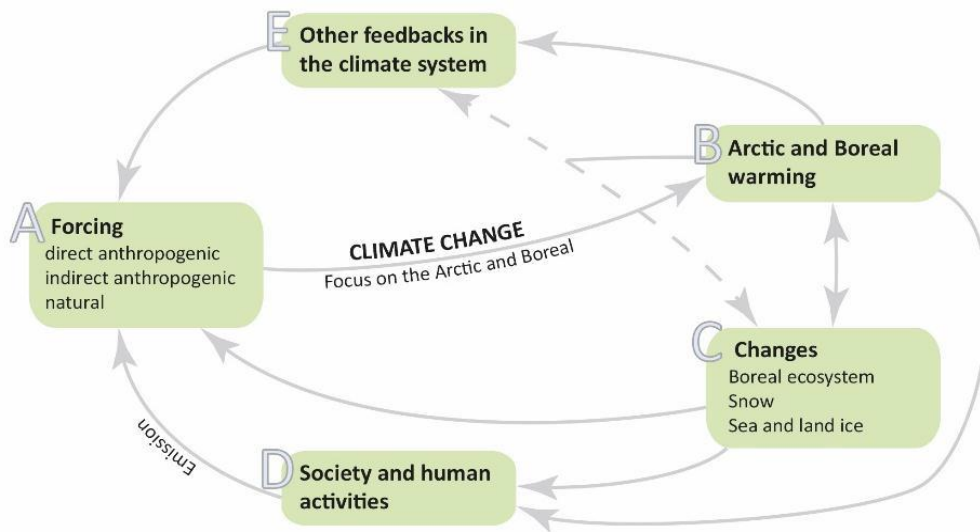 E Other feedbacks in
the climate system
B Arctic and Boreal
warming
A Forcing
direct anthropogenic
indirect anthropogenic
natural
CLIMATE CHANGE
Focus on the Arctic and Boreal
C Changes
Boreal ecosystem
Snow
Sea and land ice
Emission
D Society and human
activities